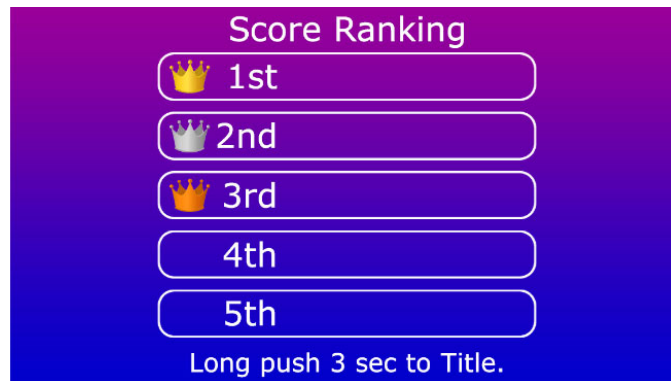 Score Ranking
1st
2nd
3rd
4th
5th
Long push 3 sec to Title.